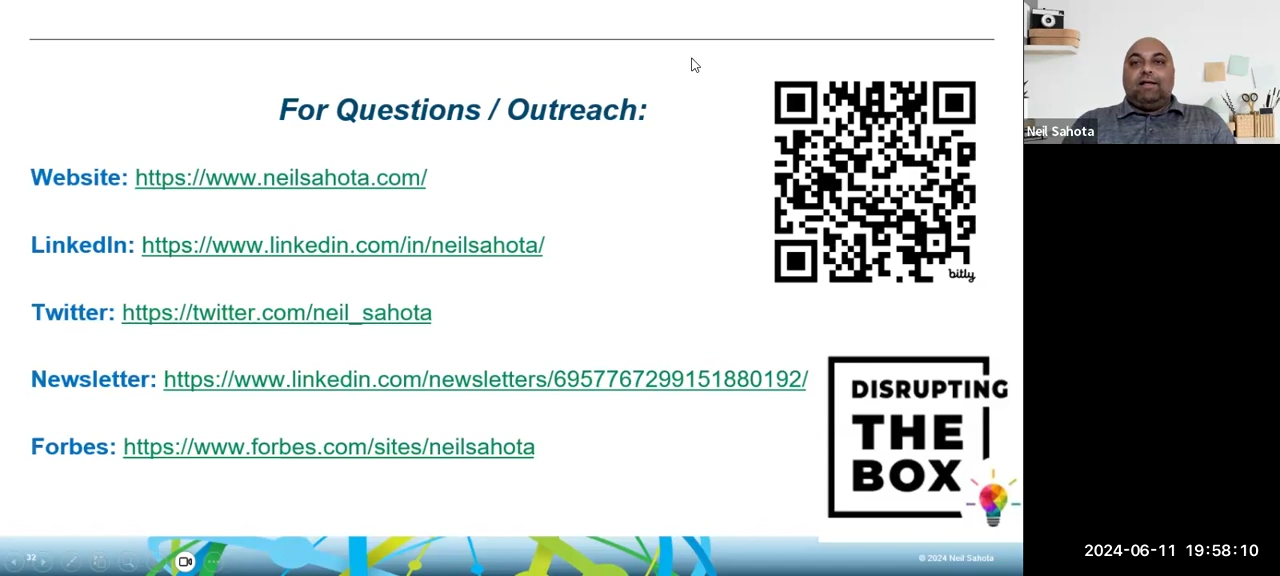 For Questions / Outreach:
Website: https://www.neilsahota.com/
LinkedIn: https://www.linkedin.com/in/neilsahota/
Twitter: https://twitter.com/neil_sahota
Newsletter: https://www.linkedin.com/newsletters/6957767299151880192/
Forbes: https://www.forbes.com/sites/neilsahota
bitly
DISRUPTING
THE
BOX
32
© 2024 Neil Sahota
Neil Sahota
2024-06-11 19:58:10